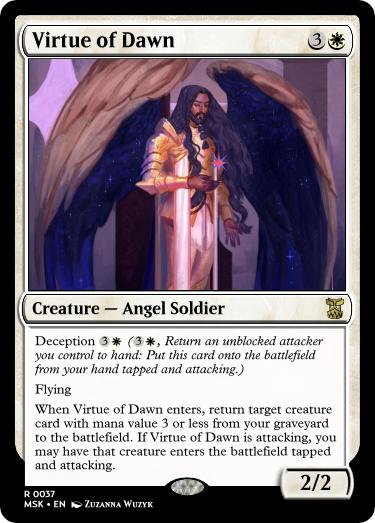 Virtue of Dawn 3
Creature — Angel Soldier
Deception 3 (3, Return an unblocked attacker
you control to hand: Put this card onto the battlefield
from your hand tapped and attacking.)
Flying
When Virtue of Dawn enters, return target creature
card with mana value 3 or less from your graveyard
to the battlefield. If Virtue of Dawn is attacking, you
may have that creature enters the battlefield tapped
and attacking.
2/2
R 0037
MSK • EN Zuzanna Wuzyk